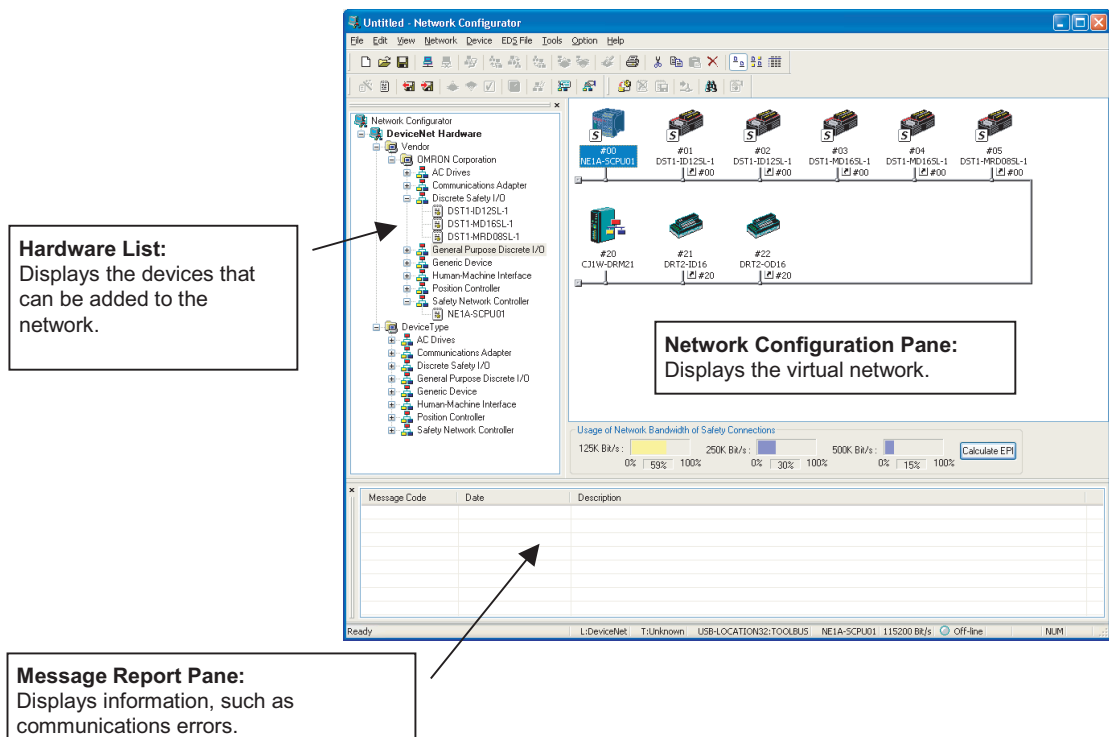 Untitled - Network Configurator
File Edit View Network Device EDS File Tools Option Help
Network Configurator
DeviceNet Hardware
Vendor
OMRON Corporation
AC Drives
Communications Adapter
Discrete Safety I/O
DST1-ID12SL-1
DST1-MD16SL-1
DST1-MRD08SL-1
General Purpose Discrete I/O
Generic Device
Human-Machine Interface
Position Controller
Safety Network Controller
NE1A-SCPU01
DeviceType
AC Drives
Communications Adapter
Discrete Safety I/O
General Purpose Discrete I/O
Generic Device
Human-Machine Interface
Position Controller
Safety Network Controller
S S S S S S
#00 #01 #02 #03 #04 #05
NE1A-SCPU01 DST1-ID12SL-1 DST1-ID12SL-1 DST1-MD16SL-1 DST1-MD16SL-1 DST1-MRD08SL-1
#00 #00 #00 #00 #00
#20 #21 #22
CJ1W-DRM21 DRT2-ID16 DRT2-OD16
#20 #20
Hardware List:
Displays the devices that
can be added to the
network.
Network Configuration Pane:
Displays the virtual network.
Usage of Network Bandwidth of Safety Connections
125K Bit/s : 250K Bit/s : 500K Bit/s : Calculate EPI
0% 59% 100% 0% 30% 100% 0% 15% 100%
Message Code Date Description
Ready L:DeviceNet T:Unknown USB-LOCATION32:TOOLBUS NE1A-SCPU01 115200 Bit/s Off-line NUM
Message Report Pane:
Displays information, such as
communications errors.